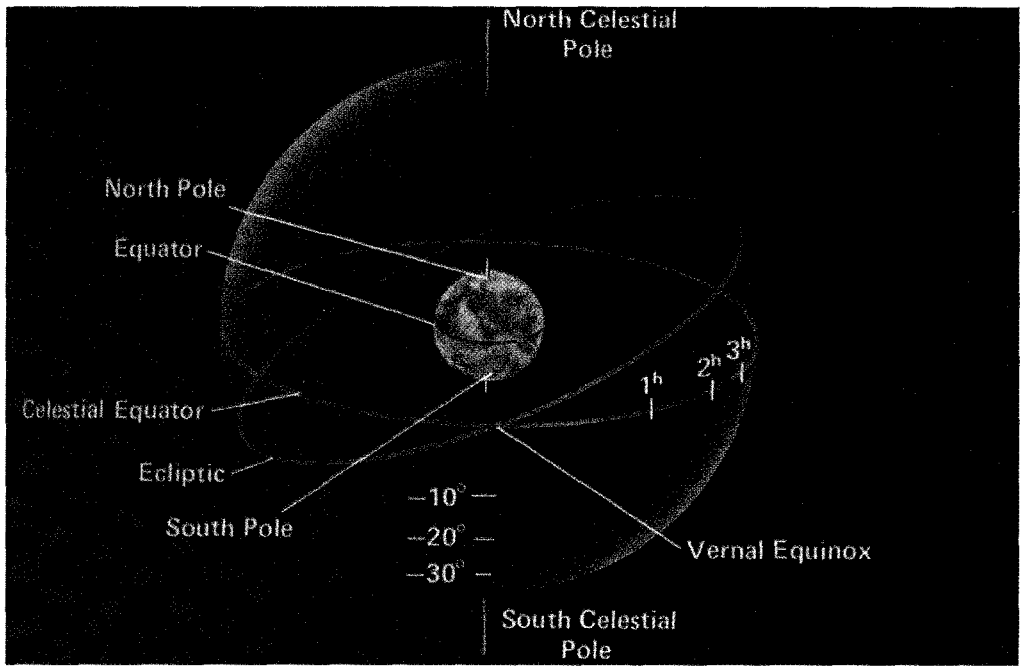 North Celestial
Pole
North Pole
Equator
1ʰ
2ʰ
3ʰ
Celestial Equator
Ecliptic
−10°
South Pole
−20°
Vernal Equinox
−30°
South Celestial
Pole